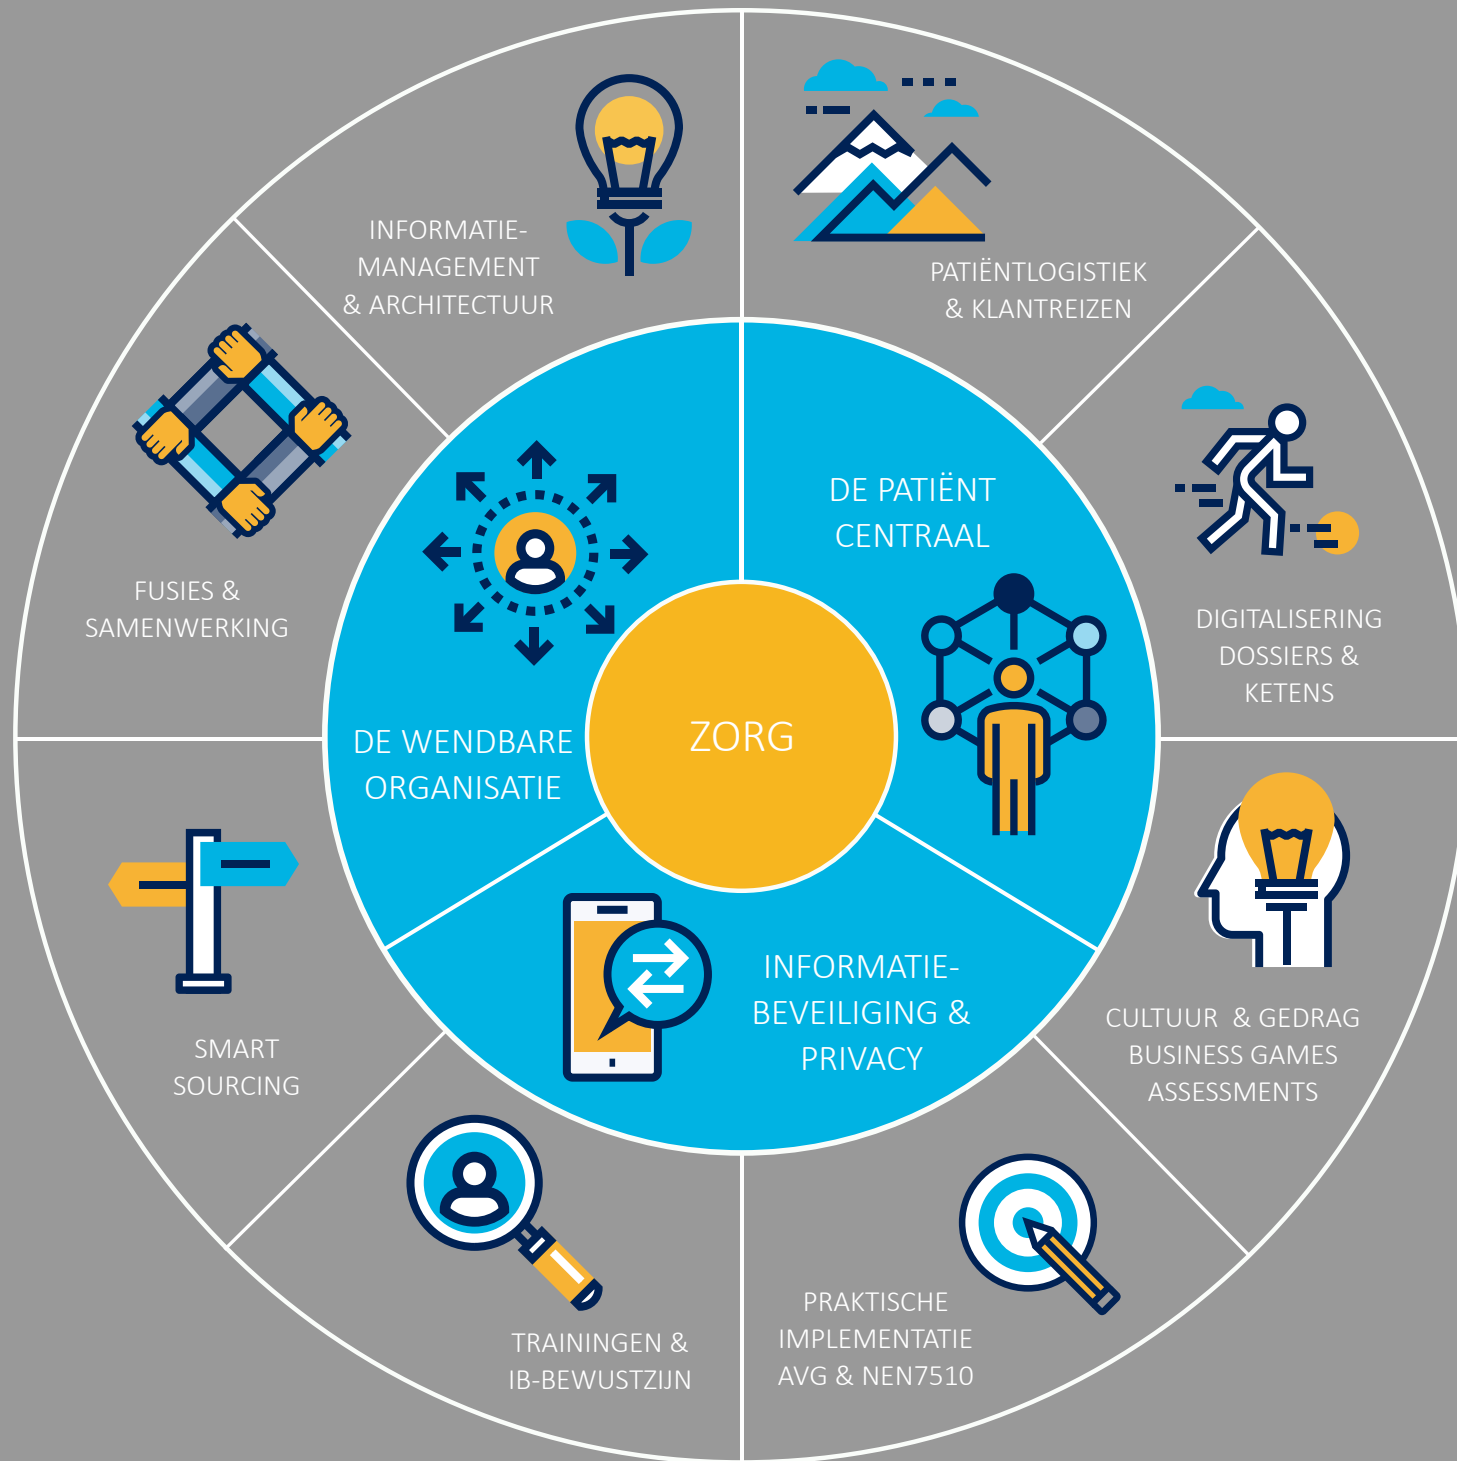 INFORMATIE-
MANAGEMENT
& ARCHITECTUUR
PATIËNTLOGISTIEK
& KLANTREIZEN
FUSIES &
SAMENWERKING
DIGITALISERING
DOSSIERS &
KETENS
DE PATIËNT
CENTRAAL
DE WENDBARE
ORGANISATIE
ZORG
INFORMATIE-
BEVEILIGING &
PRIVACY
SMART
SOURCING
CULTUUR & GEDRAG
BUSINESS GAMES
ASSESSMENTS
TRAININGEN &
IB-BEWUSTZIJN
PRAKTISCHE
IMPLEMENTATIE
AVG & NEN7510